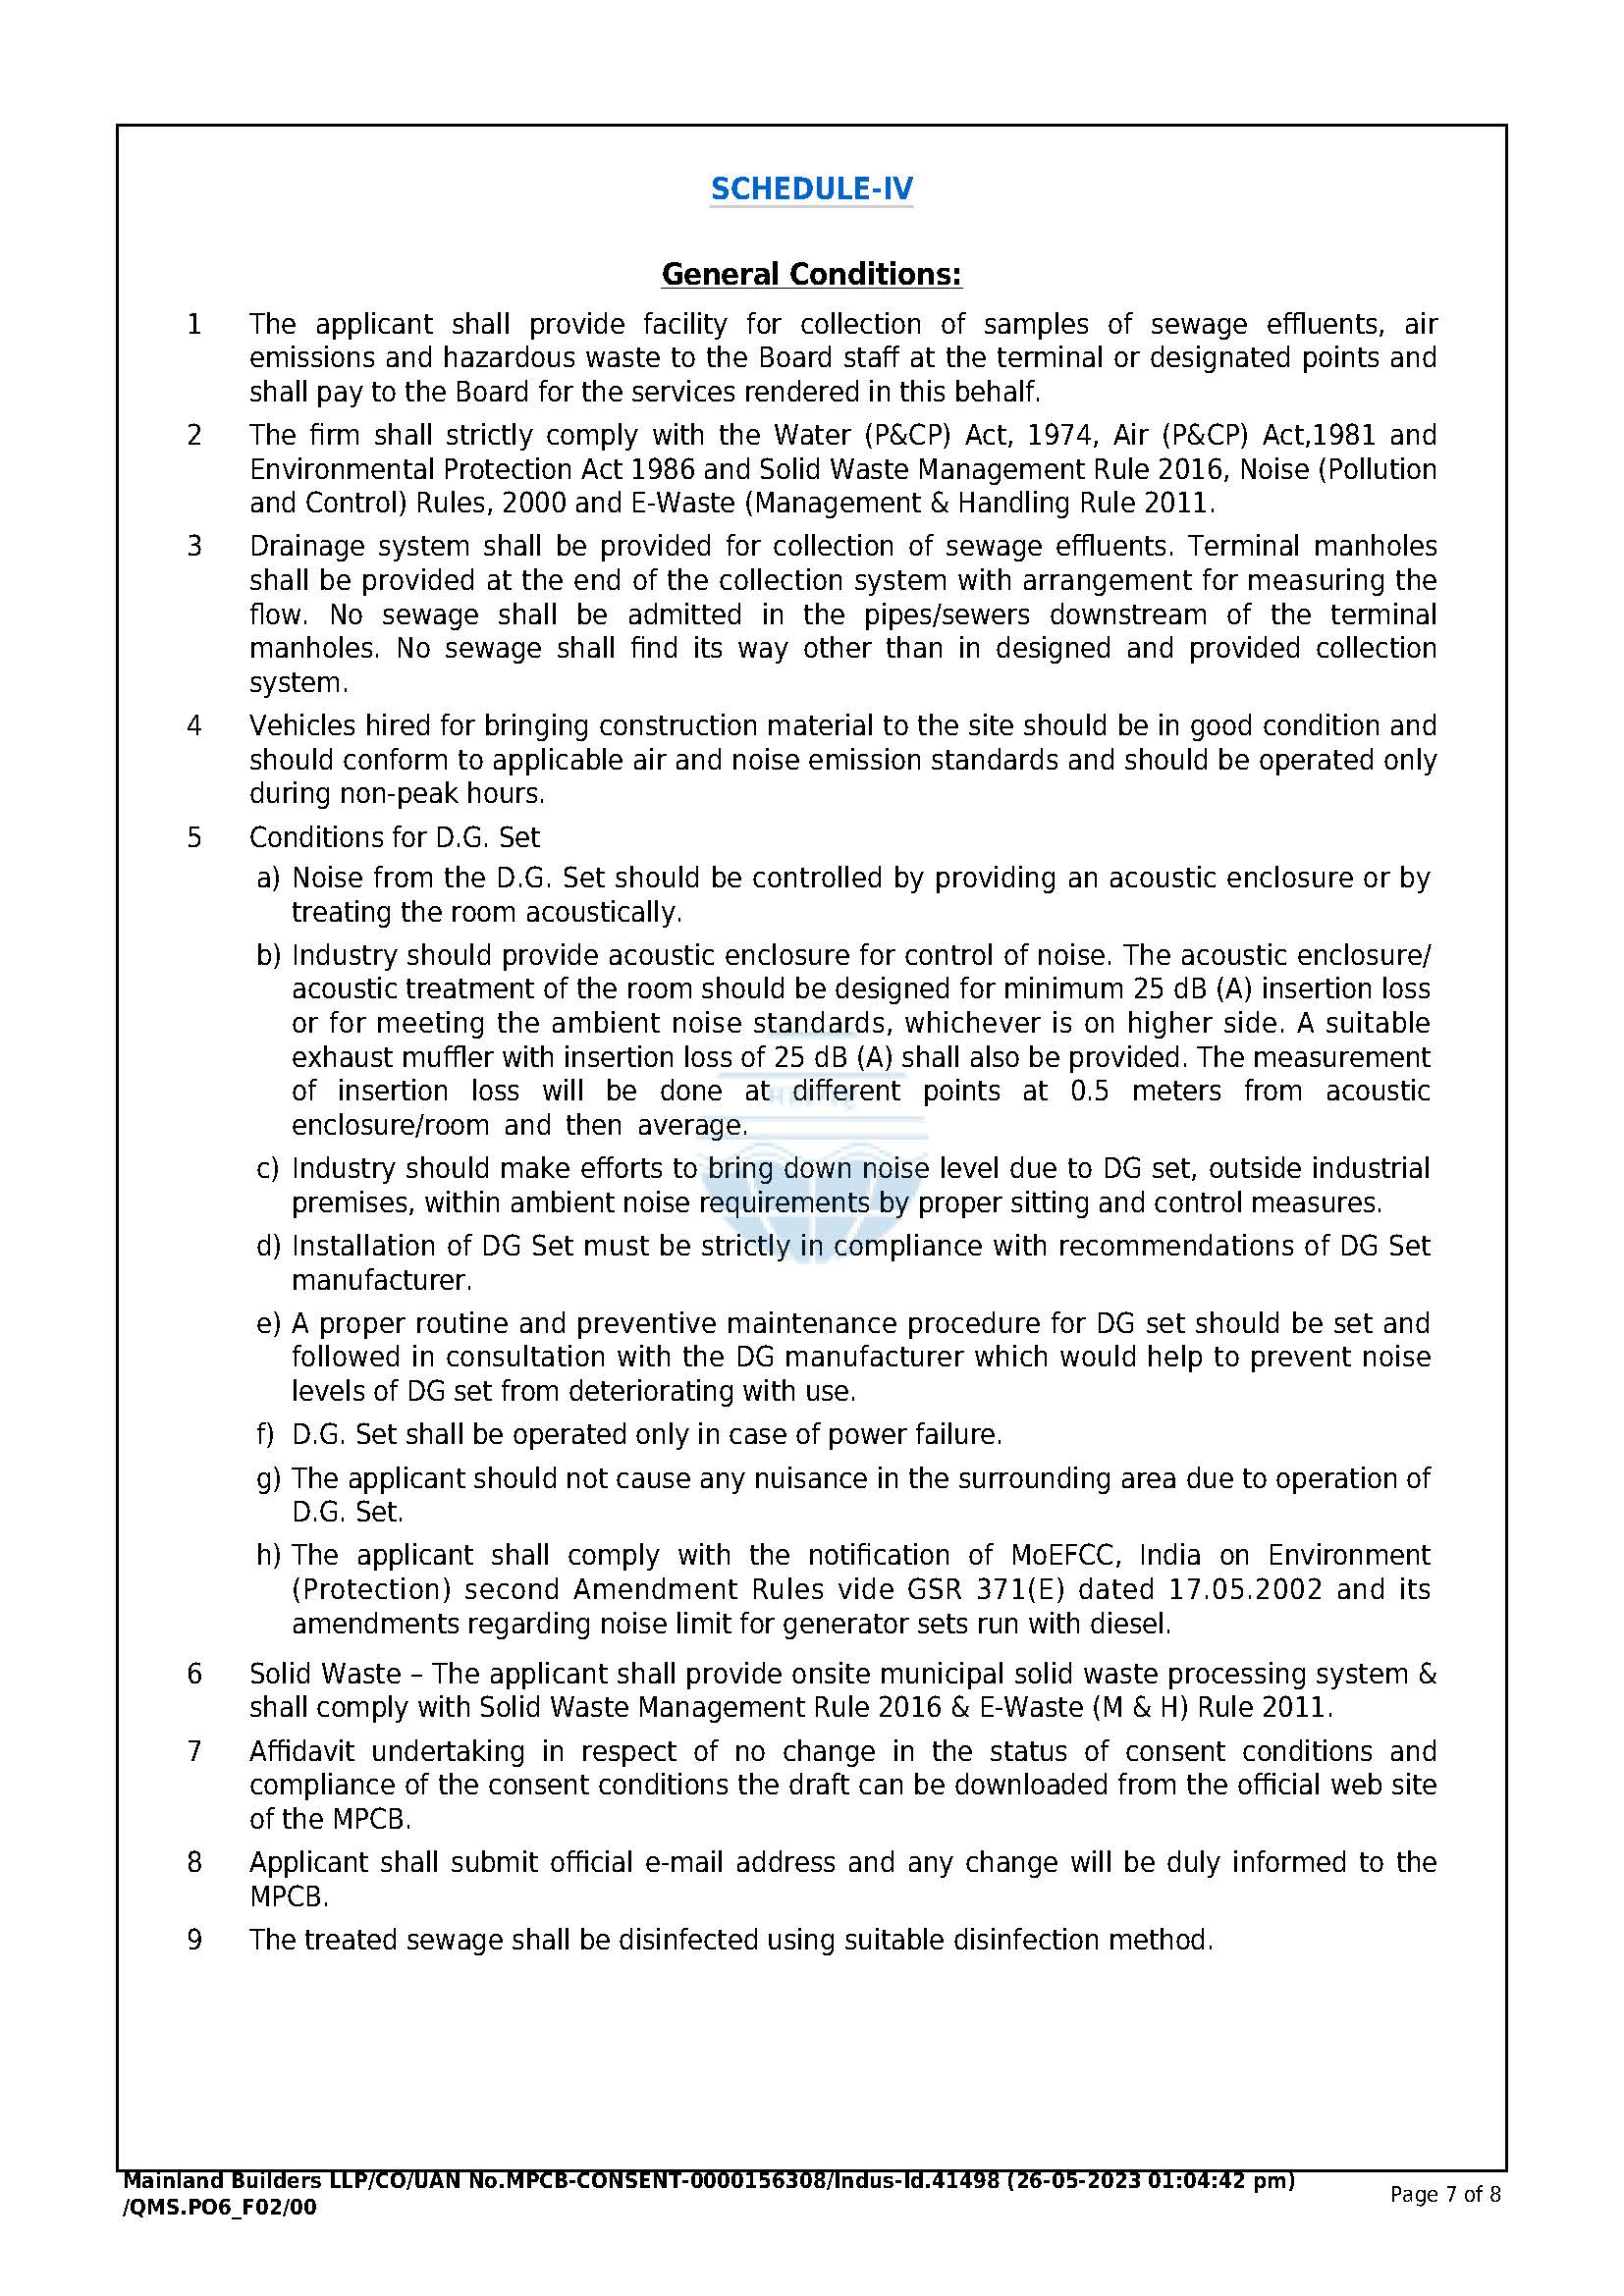 SCHEDULE-IV
General Conditions:
1 The applicant shall provide facility for collection of samples of sewage effluents, air
emissions and hazardous waste to the Board staff at the terminal or designated points and
shall pay to the Board for the services rendered in this behalf.
2 The firm shall strictly comply with the Water (P&CP) Act, 1974, Air (P&CP) Act,1981 and
Environmental Protection Act 1986 and Solid Waste Management Rule 2016, Noise (Pollution
and Control) Rules, 2000 and E-Waste (Management & Handling Rule 2011.
3 Drainage system shall be provided for collection of sewage effluents. Terminal manholes
shall be provided at the end of the collection system with arrangement for measuring the
flow. No sewage shall be admitted in the pipes/sewers downstream of the terminal
manholes. No sewage shall find its way other than in designed and provided collection
system.
4 Vehicles hired for bringing construction material to the site should be in good condition and
should conform to applicable air and noise emission standards and should be operated only
during non-peak hours.
5 Conditions for D.G. Set
a) Noise from the D.G. Set should be controlled by providing an acoustic enclosure or by
treating the room acoustically.
b) Industry should provide acoustic enclosure for control of noise. The acoustic enclosure/
acoustic treatment of the room should be designed for minimum 25 dB (A) insertion loss
or for meeting the ambient noise standards, whichever is on higher side. A suitable
exhaust muffler with insertion loss of 25 dB (A) shall also be provided. The measurement
of insertion loss will be done at different points at 0.5 meters from acoustic
enclosure/room and then average.
c) Industry should make efforts to bring down noise level due to DG set, outside industrial
premises, within ambient noise requirements by proper sitting and control measures.
d) Installation of DG Set must be strictly in compliance with recommendations of DG Set
manufacturer.
e) A proper routine and preventive maintenance procedure for DG set should be set and
followed in consultation with the DG manufacturer which would help to prevent noise
levels of DG set from deteriorating with use.
f) D.G. Set shall be operated only in case of power failure.
g) The applicant should not cause any nuisance in the surrounding area due to operation of
D.G. Set.
h) The applicant shall comply with the notification of MoEFCC, India on Environment
(Protection) second Amendment Rules vide GSR 371(E) dated 17.05.2002 and its
amendments regarding noise limit for generator sets run with diesel.
6 Solid Waste – The applicant shall provide onsite municipal solid waste processing system &
shall comply with Solid Waste Management Rule 2016 & E-Waste (M & H) Rule 2011.
7 Affidavit undertaking in respect of no change in the status of consent conditions and
compliance of the consent conditions the draft can be downloaded from the official web site
of the MPCB.
8 Applicant shall submit official e-mail address and any change will be duly informed to the
MPCB.
9 The treated sewage shall be disinfected using suitable disinfection method.
Mainland Builders LLP/CO/UAN No.MPCB-CONSENT-0000156308/Indus-Id.41498 (26-05-2023 01:04:42 pm)
/QMS.PO6_F02/00
Page 7 of 8